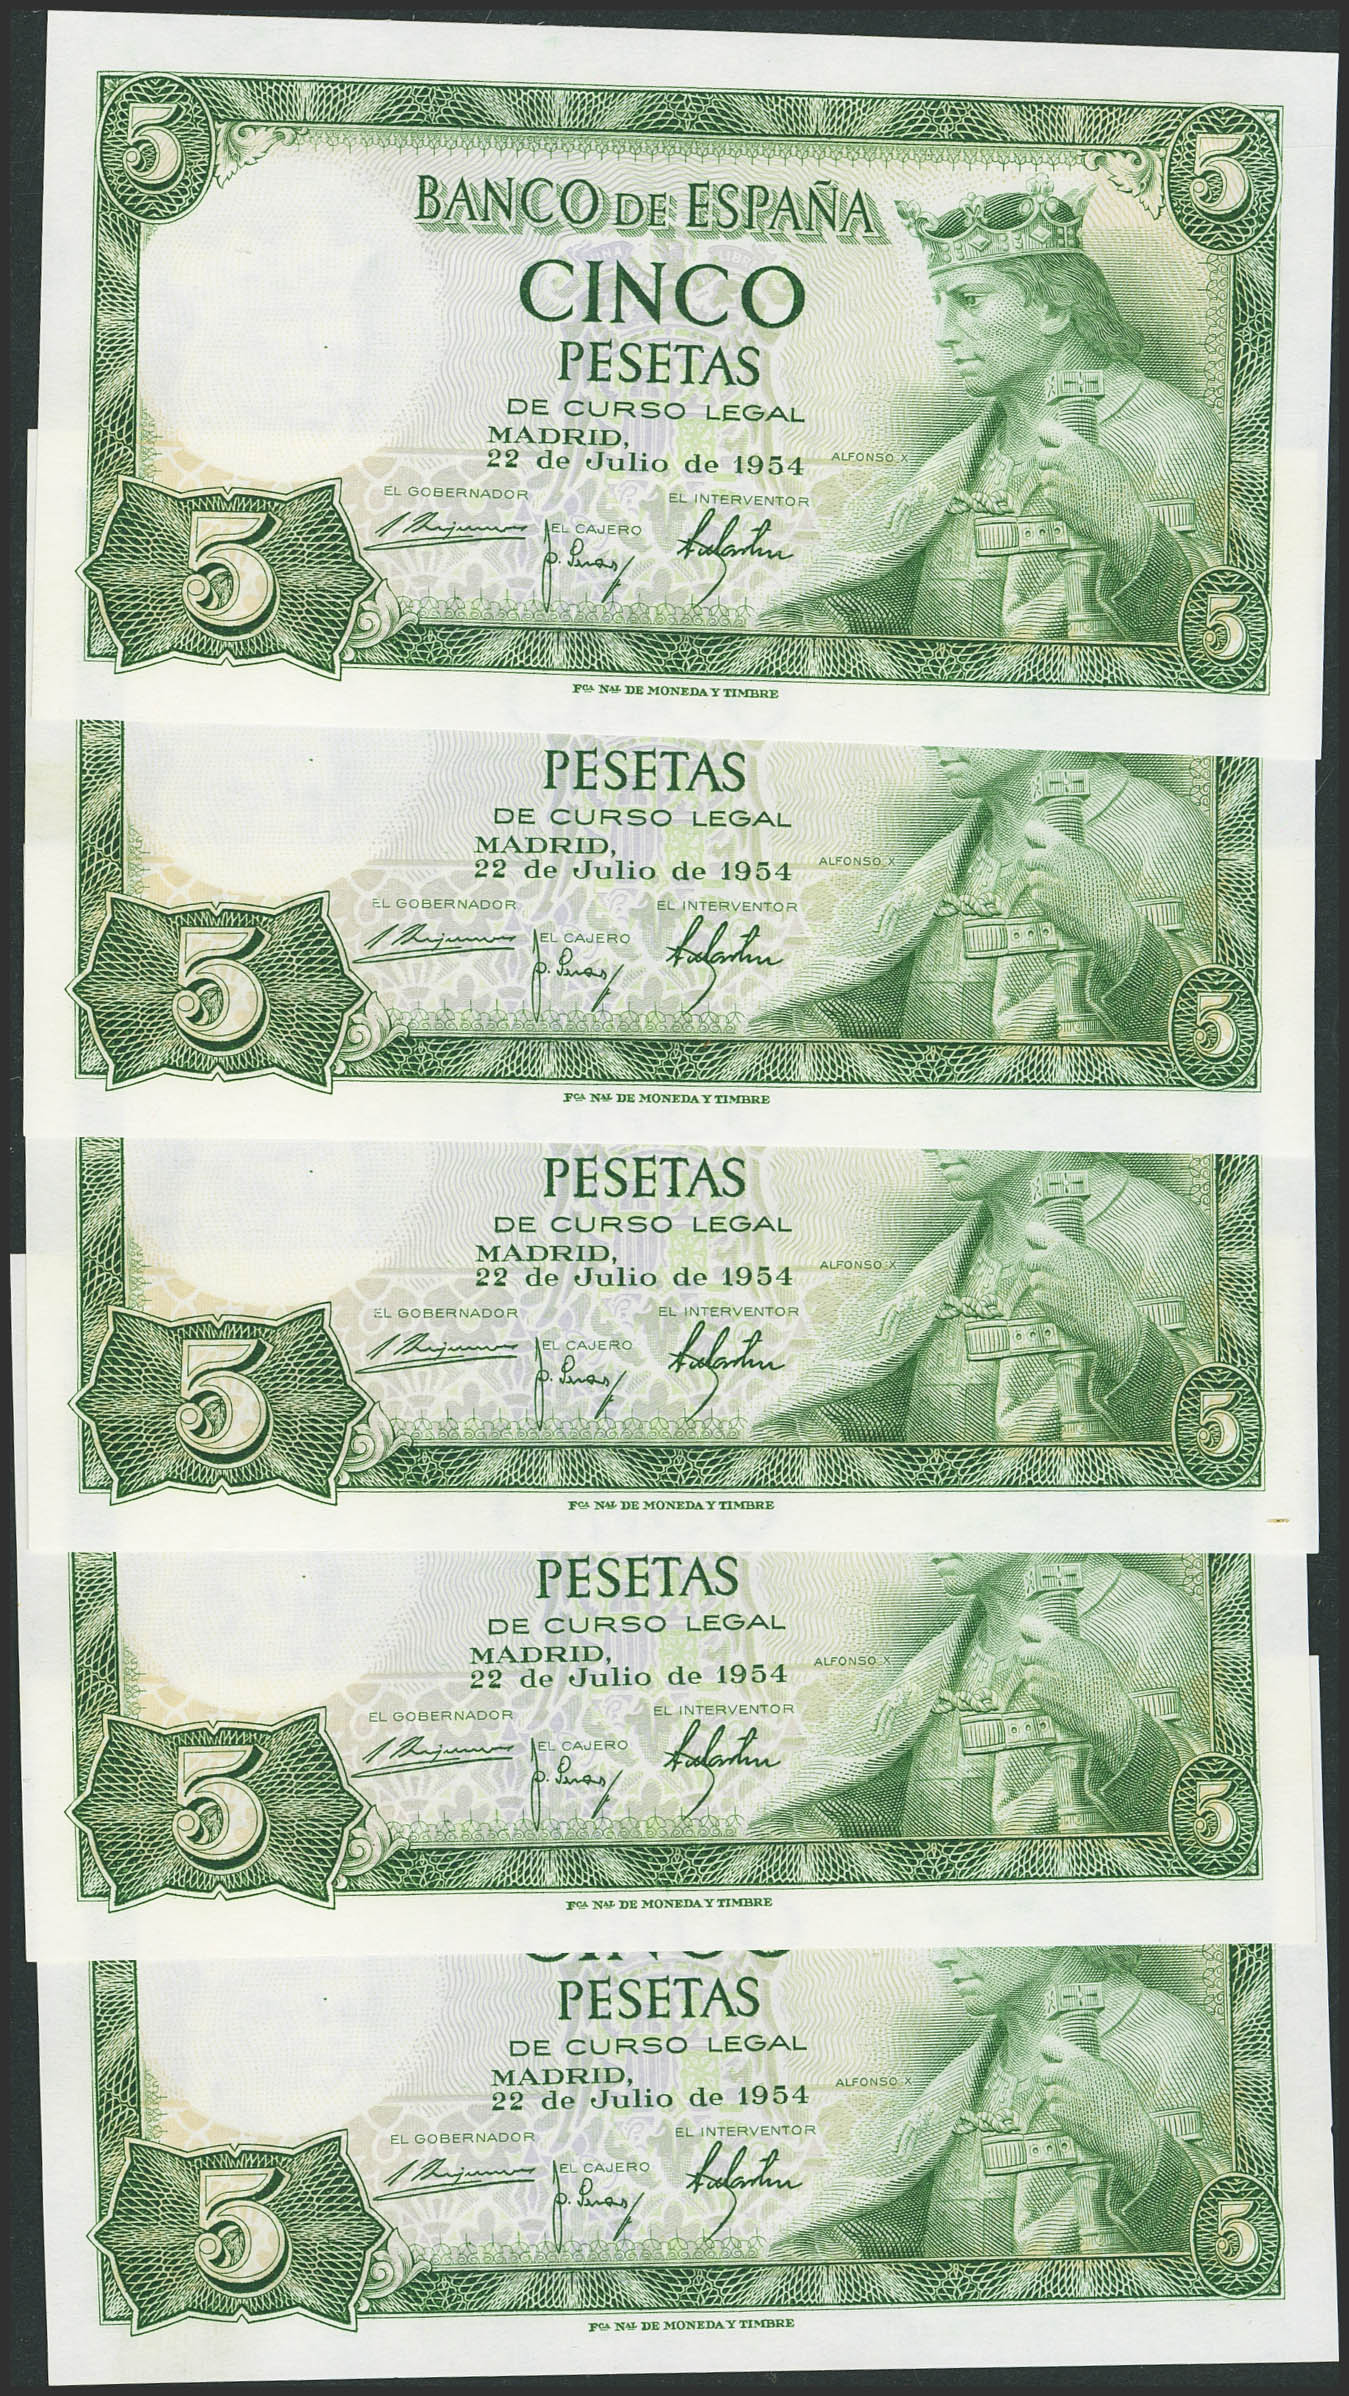 5 5
BANCO DE ESPAÑA
CINCO
PESETAS
DE CURSO LEGAL
MADRID,
22 de Julio de 1954
ALFONSO X
EL GOBERNADOR EL INTERVENTOR
EL CAJERO
5 5
Fca Nal DE MONEDA Y TIMBRE
PESETAS
DE CURSO LEGAL
MADRID,
22 de Julio de 1954
ALFONSO X
EL GOBERNADOR EL INTERVENTOR
EL CAJERO
5 5
Fca Nal DE MONEDA Y TIMBRE
PESETAS
DE CURSO LEGAL
MADRID,
22 de Julio de 1954
ALFONSO X
EL GOBERNADOR EL INTERVENTOR
EL CAJERO
5 5
Fca Nal DE MONEDA Y TIMBRE
PESETAS
DE CURSO LEGAL
MADRID,
22 de Julio de 1954
ALFONSO X
EL GOBERNADOR EL INTERVENTOR
EL CAJERO
5 5
Fca Nal DE MONEDA Y TIMBRE
CINCO
PESETAS
DE CURSO LEGAL
MADRID,
22 de Julio de 1954
ALFONSO X
EL GOBERNADOR EL INTERVENTOR
EL CAJERO
5 5
Fca Nal DE MONEDA Y TIMBRE